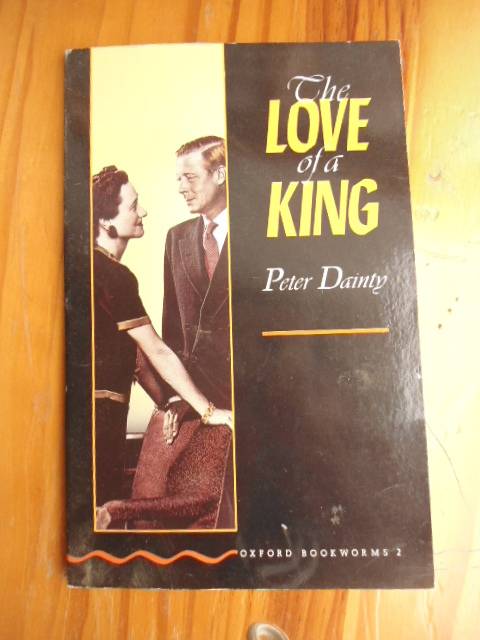 The
LOVE
of a
KING
Peter Dainty
OXFORD BOOKWORMS 2